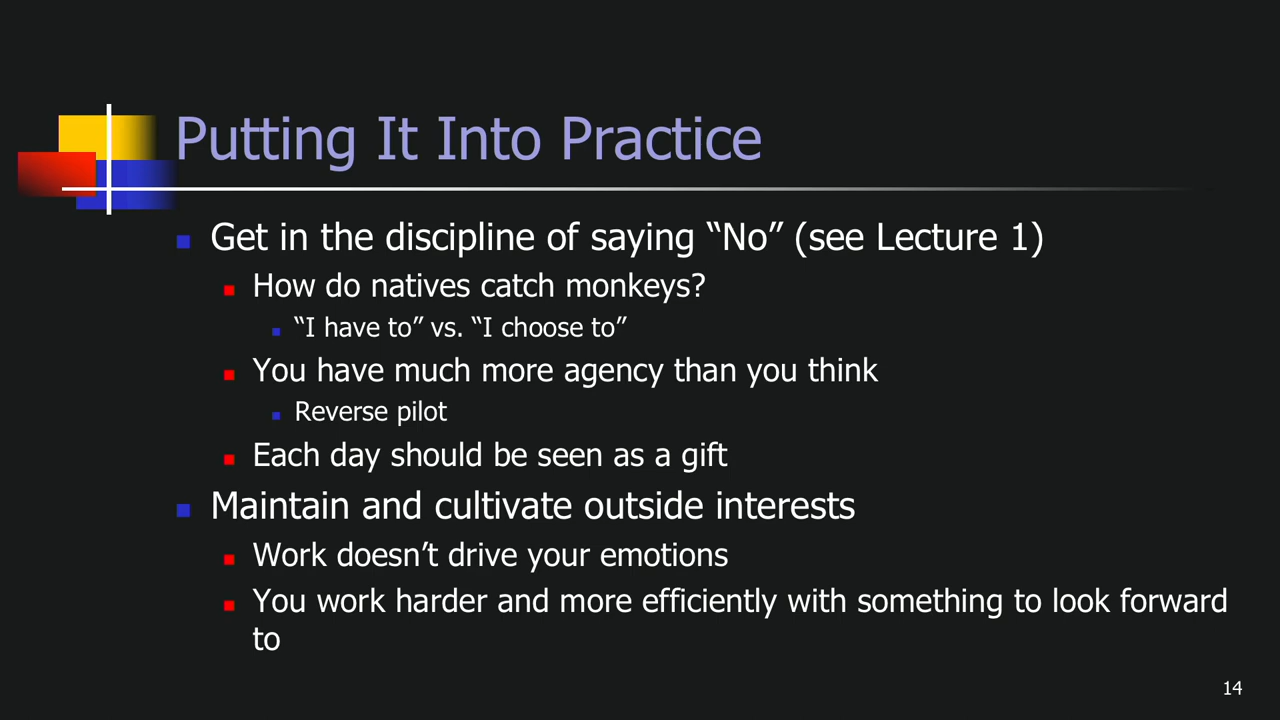 Putting It Into Practice
Get in the discipline of saying “No” (see Lecture 1)
How do natives catch monkeys?
“I have to” vs. “I choose to”
You have much more agency than you think
Reverse pilot
Each day should be seen as a gift
Maintain and cultivate outside interests
Work doesn’t drive your emotions
You work harder and more efficiently with something to look forward
to
14